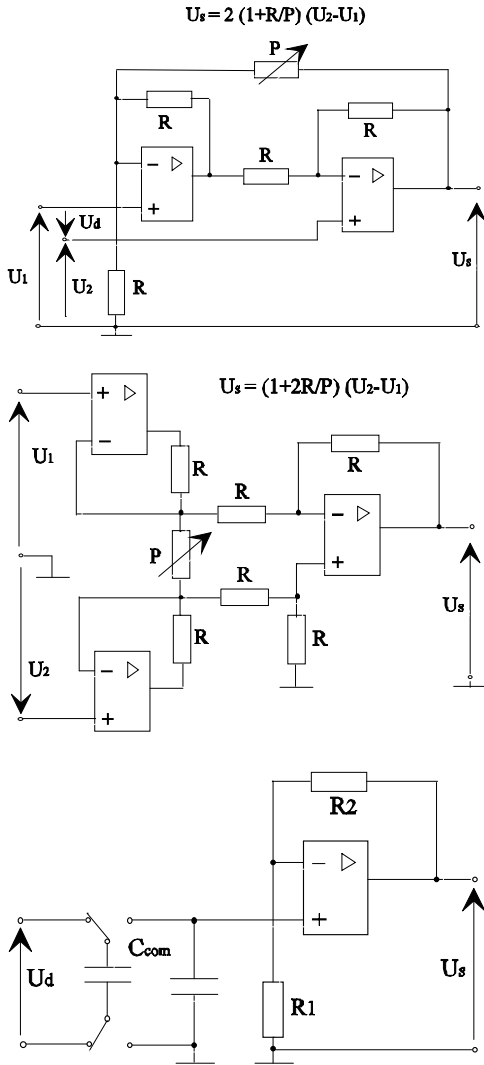 Us = 2 (1+R/P) (U2-U1)
P
R
R
R
−
+
−
+
Ud
U1
U2
R
Us
Us = (1+2R/P) (U2-U1)
+
−
U1
R
R
R
−
+
P
R
Us
U2
R
R
−
+
R2
−
+
Ccom
Ud
R1
Us